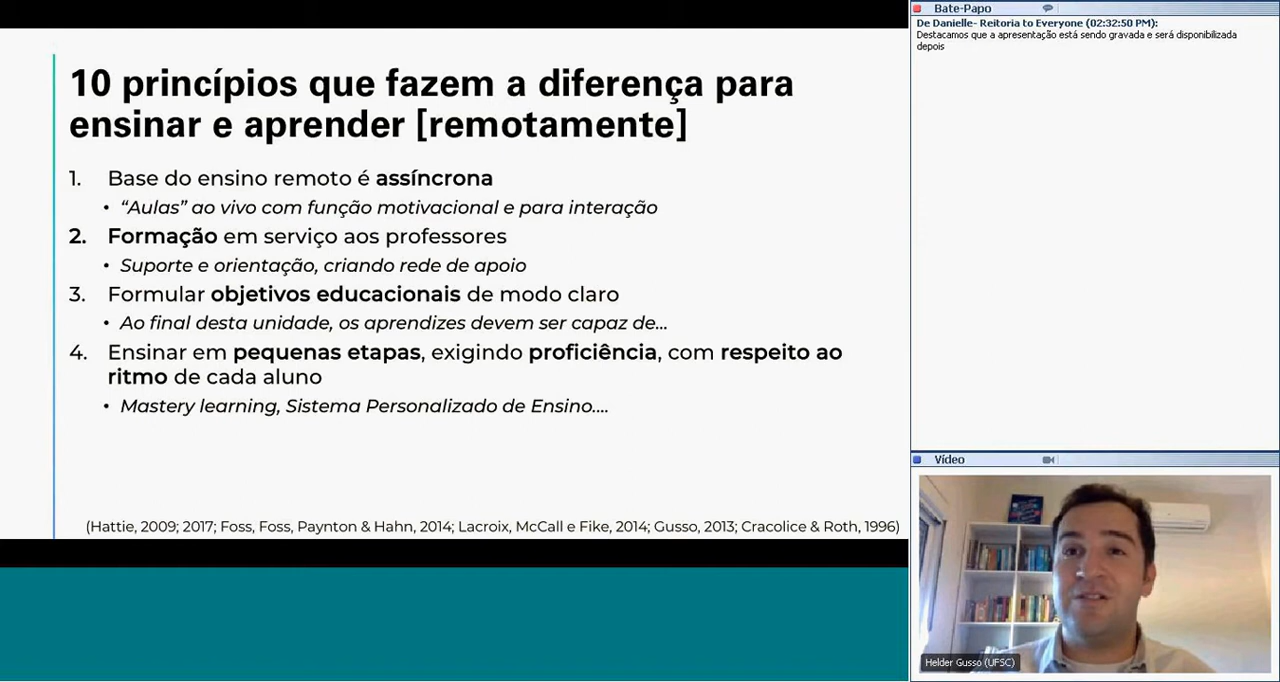 10 princípios que fazem a diferença para
ensinar e aprender [remotamente]
1. Base do ensino remoto é assíncrona
• “Aulas” ao vivo com função motivacional e para interação
2. Formação em serviço aos professores
• Suporte e orientação, criando rede de apoio
3. Formular objetivos educacionais de modo claro
• Ao final desta unidade, os aprendizes devem ser capaz de...
4. Ensinar em pequenas etapas, exigindo proficiência, com respeito ao
ritmo de cada aluno
• Mastery learning, Sistema Personalizado de Ensino....
(Hattie, 2009; 2017; Foss, Foss, Paynton & Hahn, 2014; Lacroix, McCall e Fike, 2014; Gusso, 2013; Cracolice & Roth, 1996)
Bate-Papo
De Danielle- Reitoria to Everyone (02:32:50 PM):
Destacamos que a apresentação está sendo gravada e será disponibilizada
depois
Vídeo
Helder Gusso (UFSC)